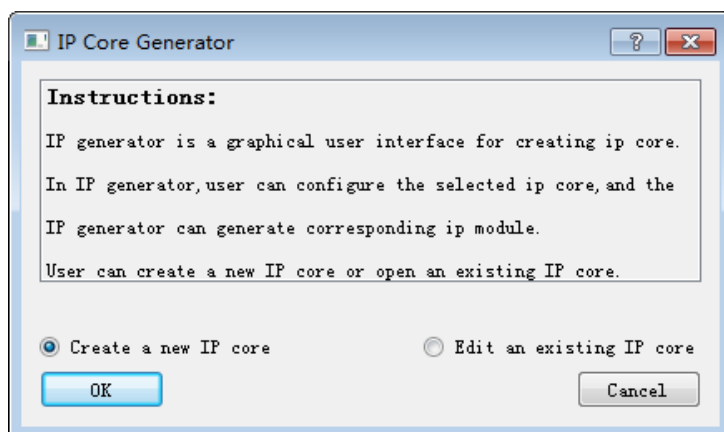 IP Core Generator
Instructions:
IP generator is a graphical user interface for creating ip core.
In IP generator, user can configure the selected ip core, and the
IP generator can generate corresponding ip module.
User can create a new IP core or open an existing IP core.
Create a new IP core
Edit an existing IP core
OK
Cancel